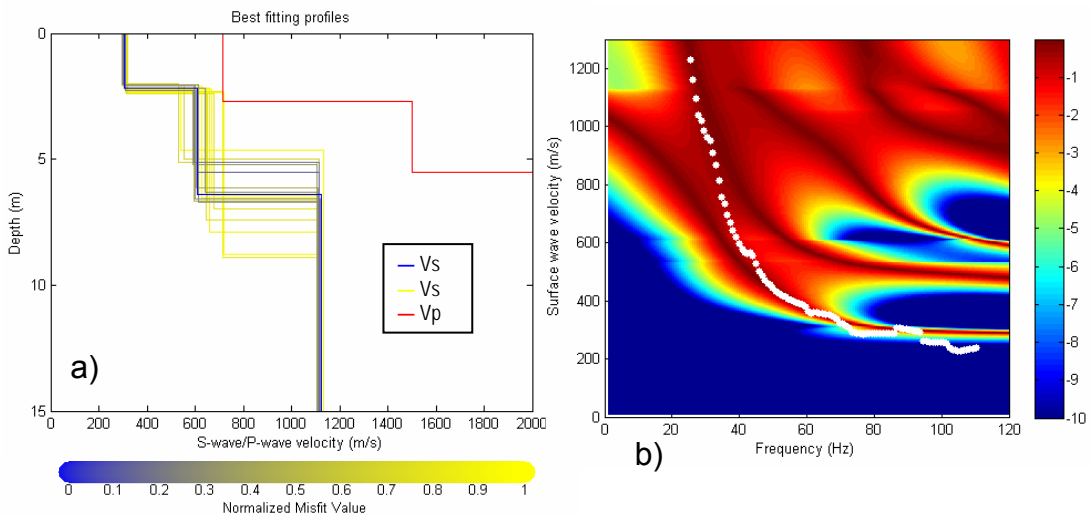 Best fitting profiles
0
5
10
15
Depth (m)
Vs
Vs
Vp
a)
0 200 400 600 800 1000 1200 1400 1600 1800 2000
S-wave/P-wave velocity (m/s)
0 0.1 0.2 0.3 0.4 0.5 0.6 0.7 0.8 0.9 1
Normalized Misfit Value
1200
1000
800
600
400
200
0
Surface wave velocity (m/s)
0 20 40 60 80 100 120
Frequency (Hz)
b)
-1
-2
-3
-4
-5
-6
-7
-8
-9
-10